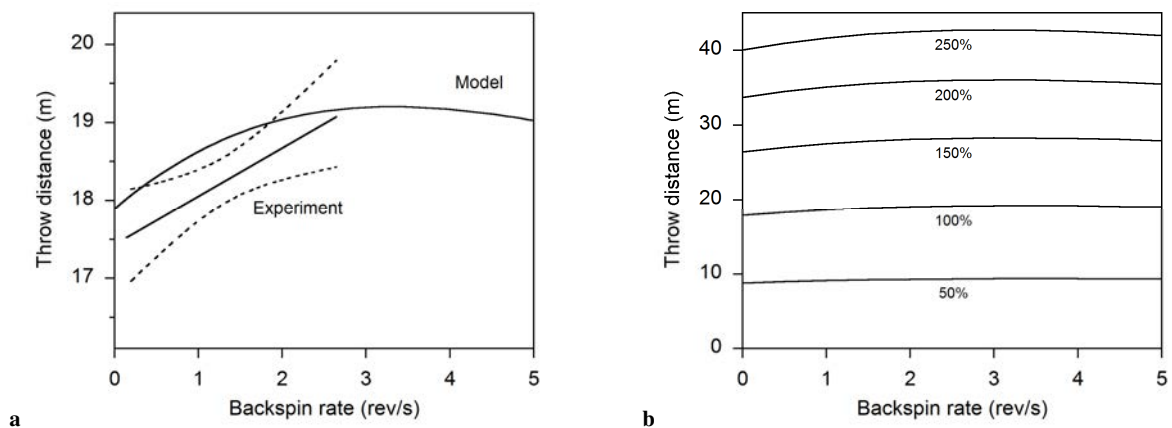 20
19
18
17
Throw distance (m)
Model
Experiment
0 1 2 3 4 5
Backspin rate (rev/s)
a
40
30
20
10
0
Throw distance (m)
250%
200%
150%
100%
50%
0 1 2 3 4 5
Backspin rate (rev/s)
b